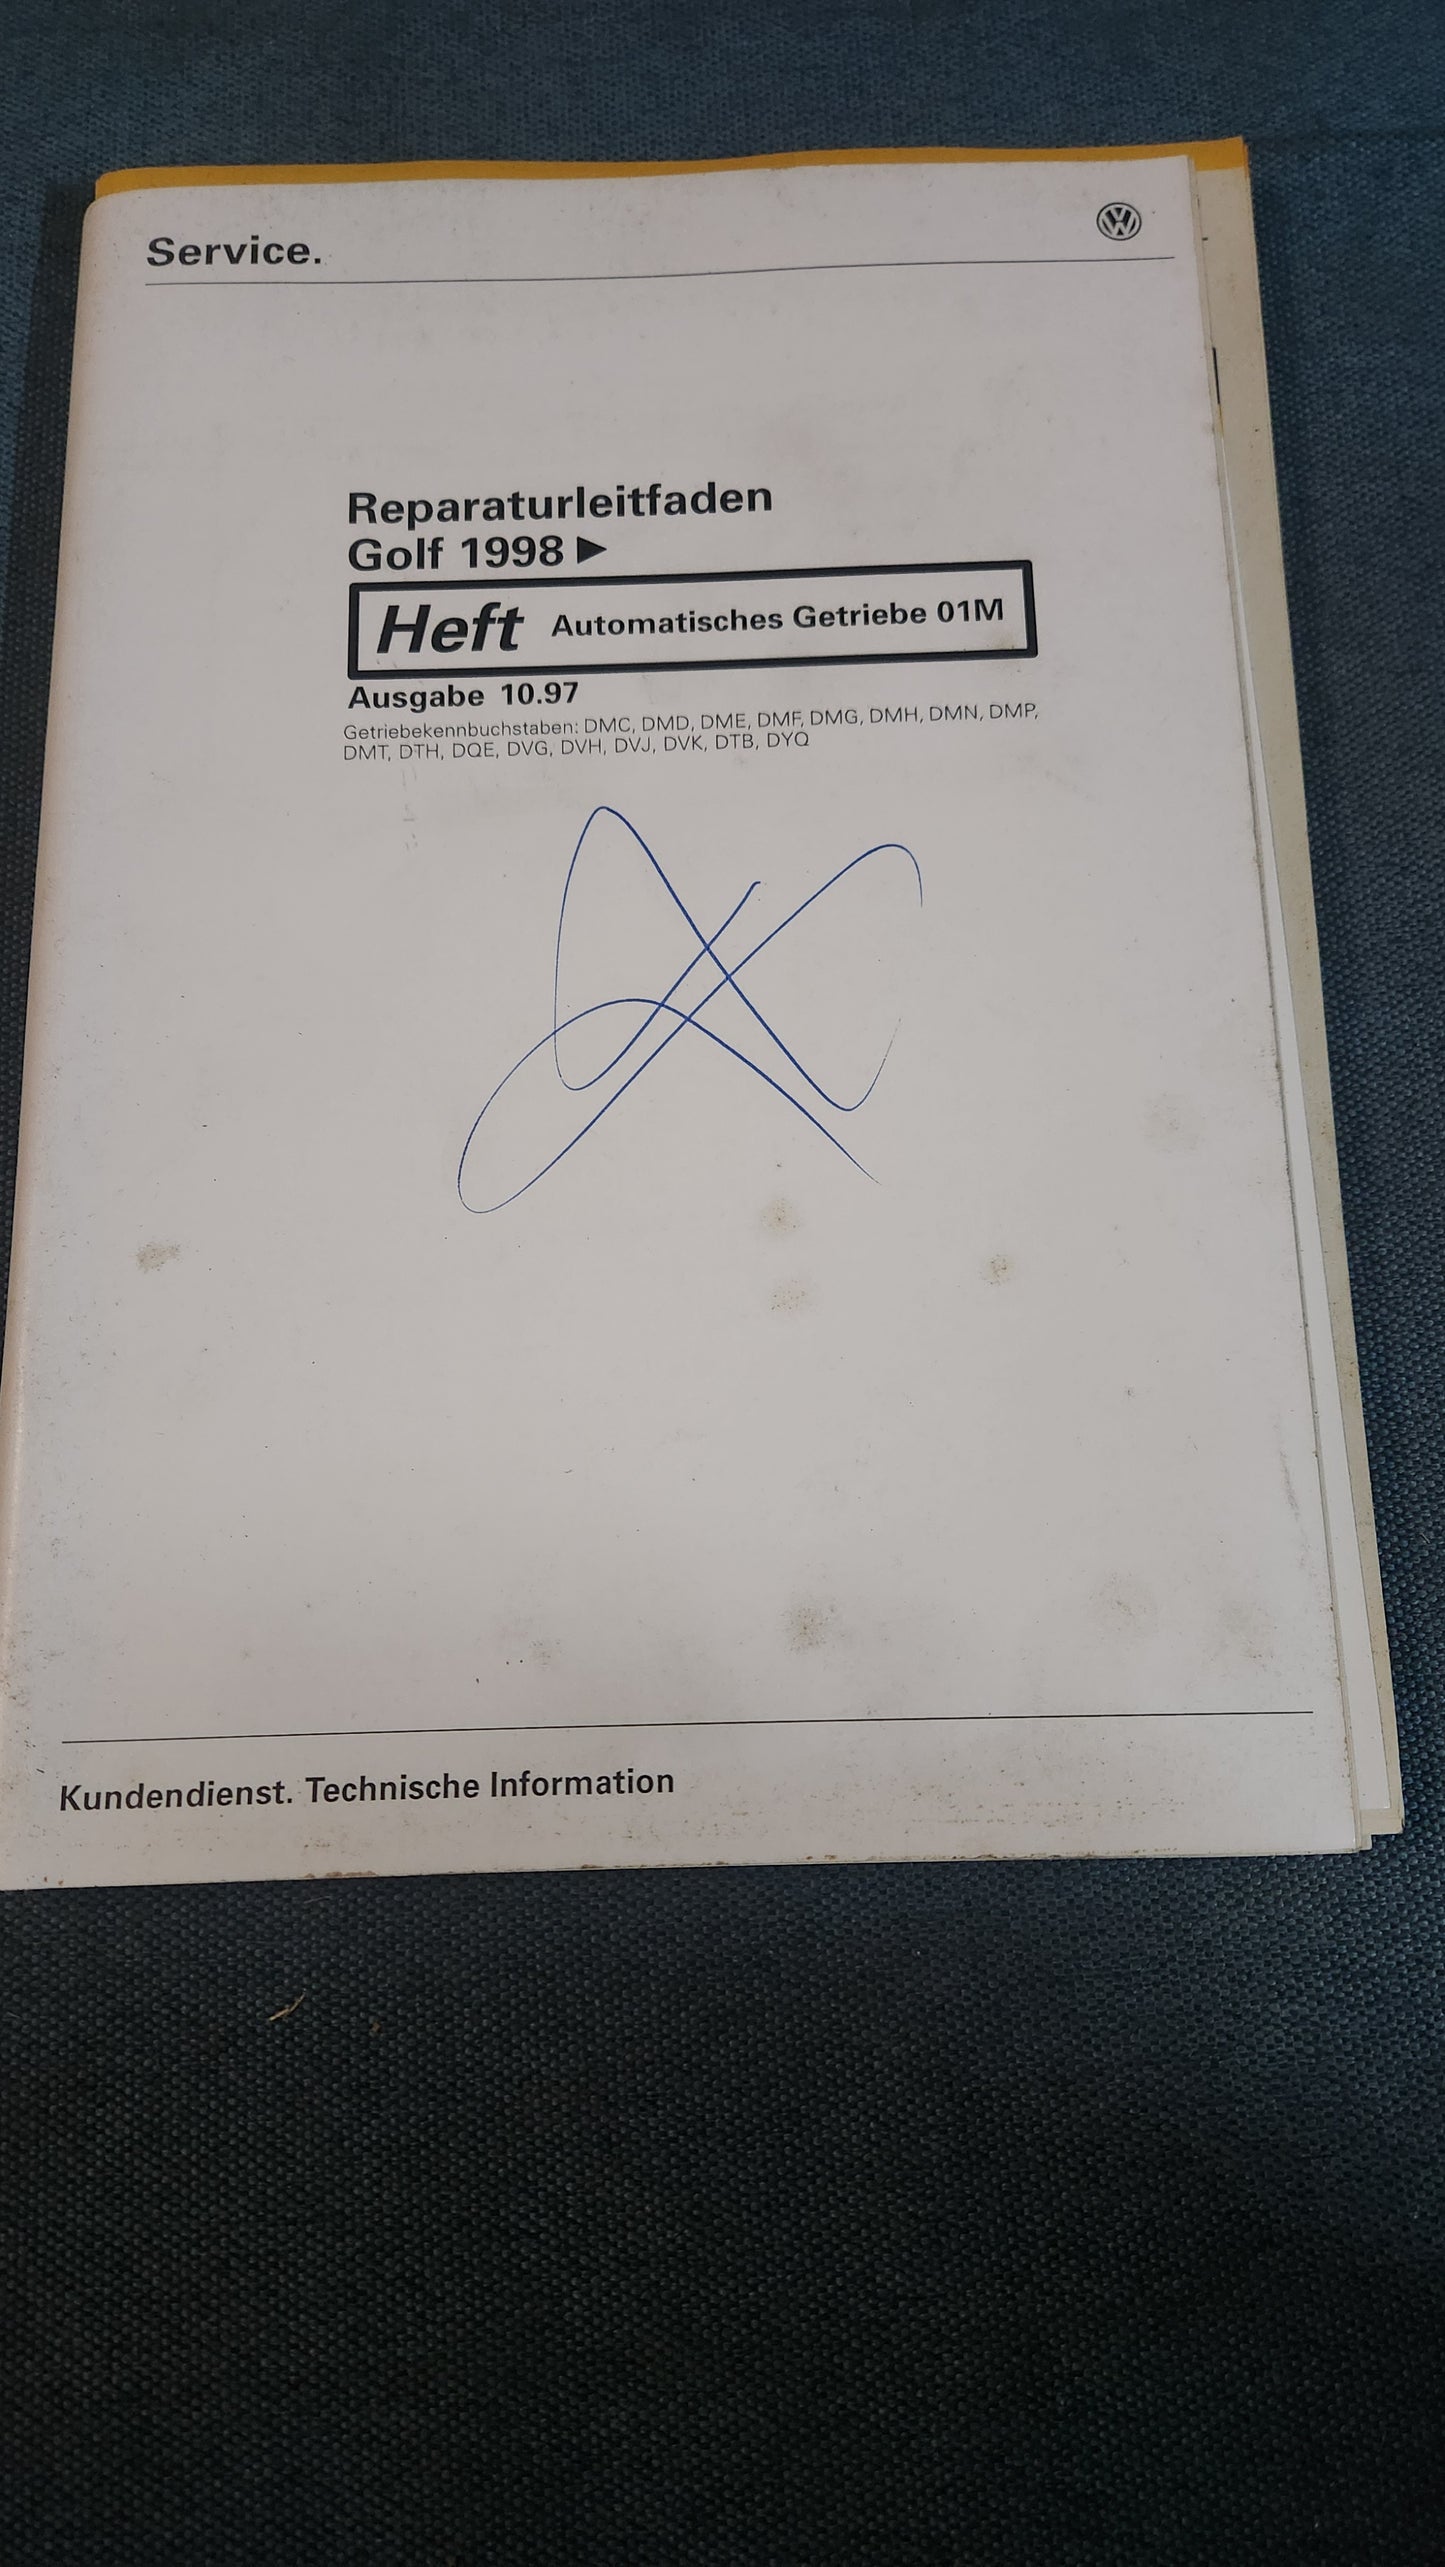 Service.
Reparaturleitfaden
Golf 1998 ▶
Heft Automatisches Getriebe 01M
Ausgabe 10.97
Getriebekennbuchstaben: DMC, DMD, DME, DMF, DMG, DMH, DMN, DMP,
DMT, DTH, DQE, DVG, DVH, DVJ, DVK, DTB, DYQ
Kundendienst. Technische Information